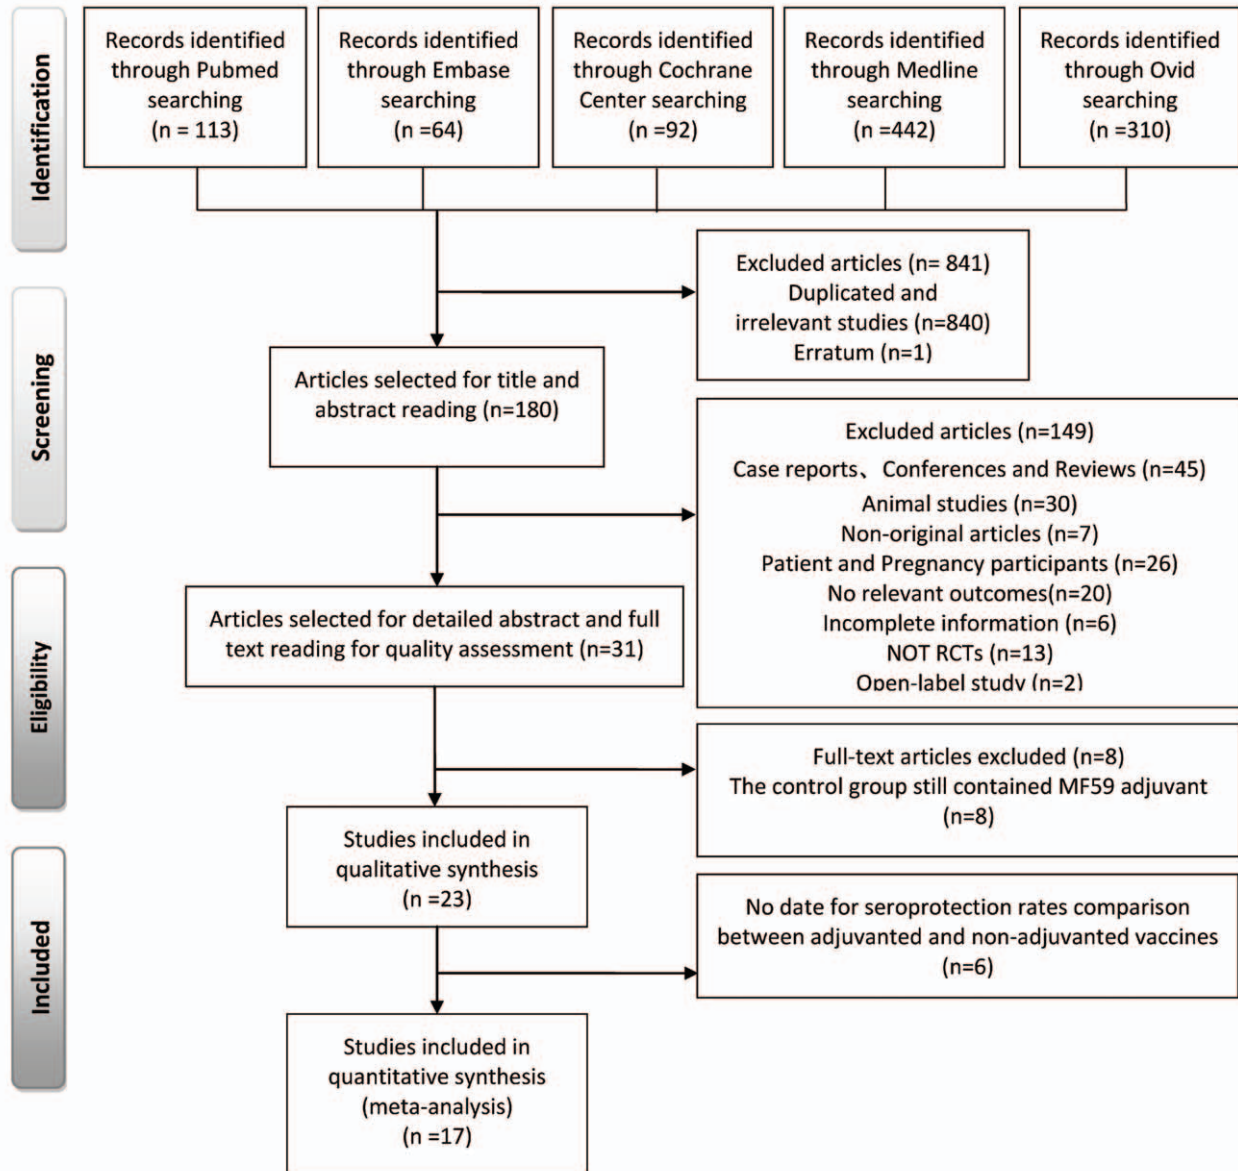 Identification
Records identified
through Pubmed
searching
(n = 113)
Records identified
through Embase
searching
(n =64)
Records identified
through Cochrane
Center searching
(n =92)
Records identified
through Medline
searching
(n =442)
Records identified
through Ovid
searching
(n =310)
Excluded articles (n= 841)
Duplicated and
irrelevant studies (n=840)
Erratum (n=1)
Screening
Articles selected for title and
abstract reading (n=180)
Excluded articles (n=149)
Case reports、Conferences and Reviews (n=45)
Animal studies (n=30)
Non-original articles (n=7)
Patient and Pregnancy participants (n=26)
No relevant outcomes(n=20)
Incomplete information (n=6)
NOT RCTs (n=13)
Open-label study (n=2)
Eligibility
Articles selected for detailed abstract and full
text reading for quality assessment (n=31)
Full-text articles excluded (n=8)
The control group still contained MF59 adjuvant
(n=8)
Studies included in
qualitative synthesis
(n =23)
Included
No date for seroprotection rates comparison
between adjuvanted and non-adjuvanted vaccines
(n=6)
Studies included in
quantitative synthesis
(meta-analysis)
(n =17)